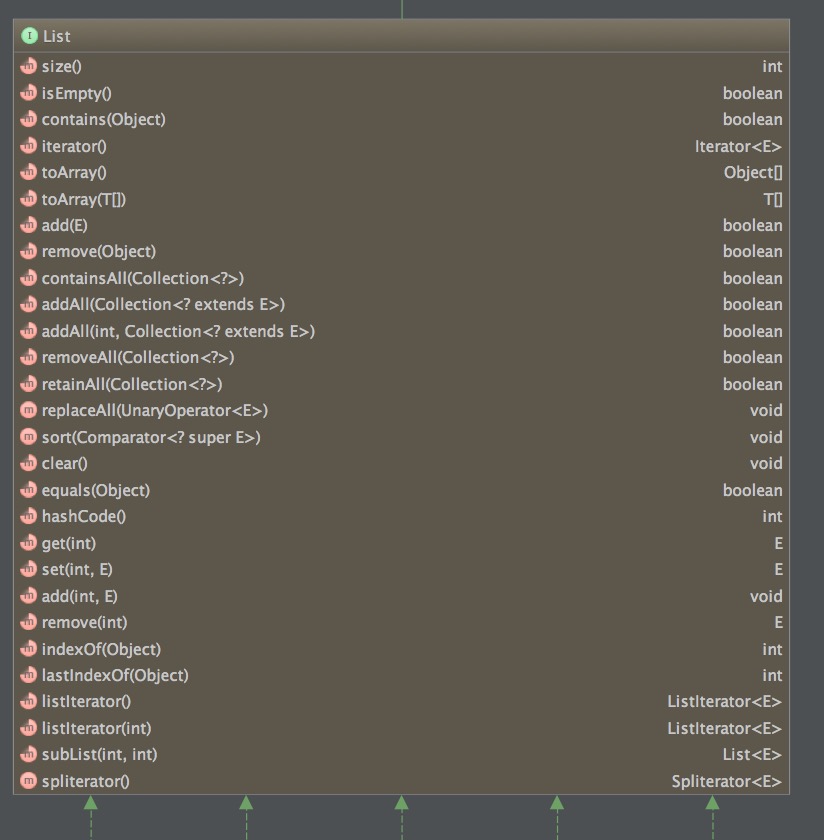 I List
m size() int
m isEmpty() boolean
m contains(Object) boolean
m iterator() Iterator<E>
m toArray() Object[]
m toArray(T[]) T[]
m add(E) boolean
m remove(Object) boolean
m containsAll(Collection<?>) boolean
m addAll(Collection<? extends E>) boolean
m addAll(int, Collection<? extends E>) boolean
m removeAll(Collection<?>) boolean
m retainAll(Collection<?>) boolean
m replaceAll(UnaryOperator<E>) void
m sort(Comparator<? super E>) void
m clear() void
m equals(Object) boolean
m hashCode() int
m get(int) E
m set(int, E) E
m add(int, E) void
m remove(int) E
m indexOf(Object) int
m lastIndexOf(Object) int
m listIterator() ListIterator<E>
m listIterator(int) ListIterator<E>
m subList(int, int) List<E>
m spliterator() Spliterator<E>